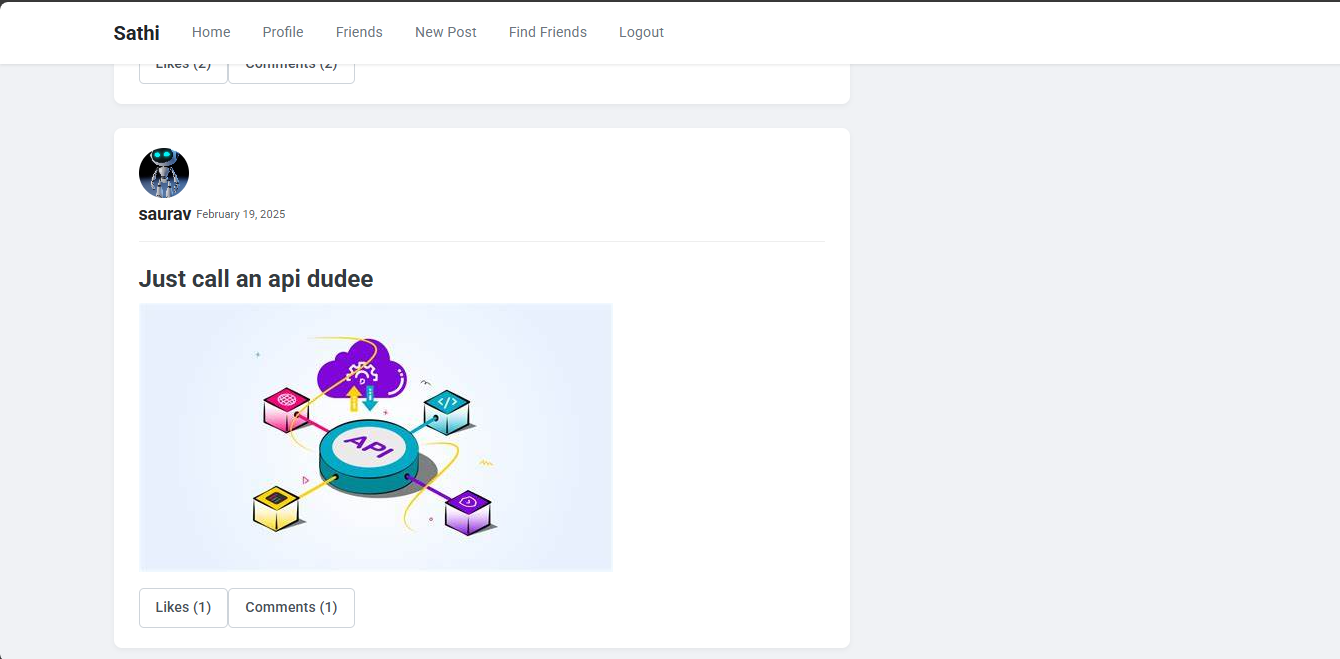 Sathi Home Profile Friends New Post Find Friends Logout
Likes (2) Comments (2)
saurav February 19, 2025
Just call an api dudee
</>
API
Likes (1) Comments (1)